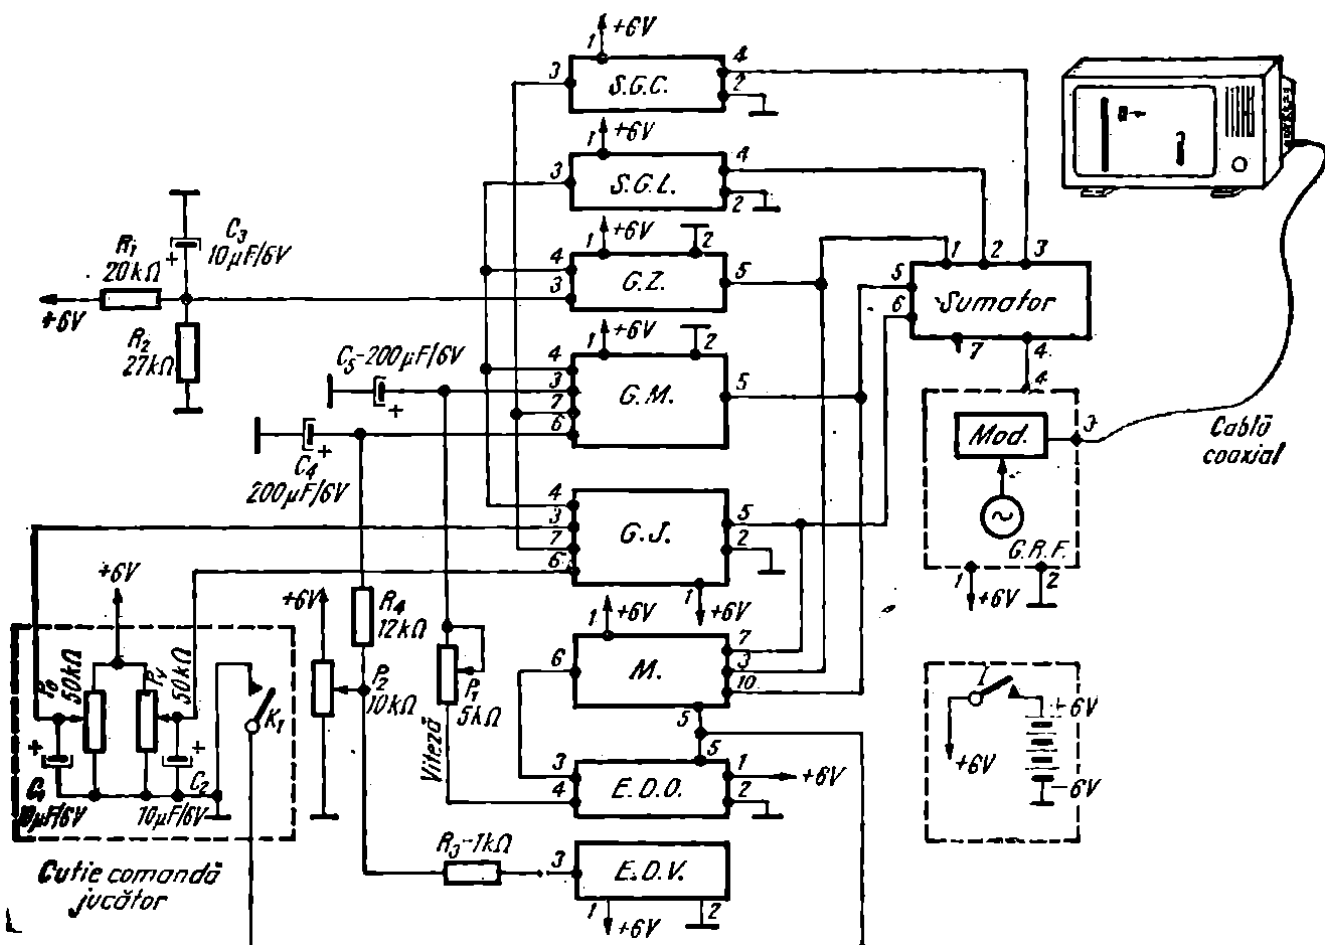 +6V
1
3
S.G.C.
4
2
+6V
1
3
S.G.L.
4
2
+6V
1
2
4
3
G.Z.
5
C3
10µF/6V
R1
20kΩ
+6V
R2
27kΩ
1
2
3
5
6
Sumator
7
4
+6V
1
2
C5-200µF/6V
4
3
7
6
G.M.
5
C4
200µF/6V
4
Mod.
3
G.R.F.
1
2
+6V
Cablă
coaxial
4
3
7
6
G.J.
5
2
1
+6V
+6V
50kΩ
P4
50kΩ
K1
C1
10µF/6V
C2
10µF/6V
Cutie comandă
jucător
+6V
R4
12kΩ
P2
10kΩ
P1
5kΩ
Viteză
1
+6V
6
M.
7
3
10
5
5
3
4
E.D.O.
1
+6V
2
R3-1kΩ
3
E.D.V.
1
+6V
2
I
+6V
+6V
-6V